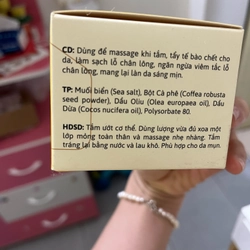 CD: Dùng để massage khi tắm, tẩy tế bào chết cho
da, làm sạch lỗ chân lông, ngăn ngừa viêm tắc lỗ
chân lông, mang lại làn da sáng mịn.
TP: Muối biển (Sea salt), Bột Cà phê (Coffea robusta
seed powder), Dầu Oliu (Olea europaea oil), Dầu
Dừa (Cocos nucifera oil), Polysorbate 80.
HDSD: Tắm ướt cơ thể. Dùng lượng vừa đủ xoa một
lớp mỏng toàn thân và massage nhẹ nhàng. Tắm
tráng lại bằng nước và lau khô. Phù hợp cho da mụn.